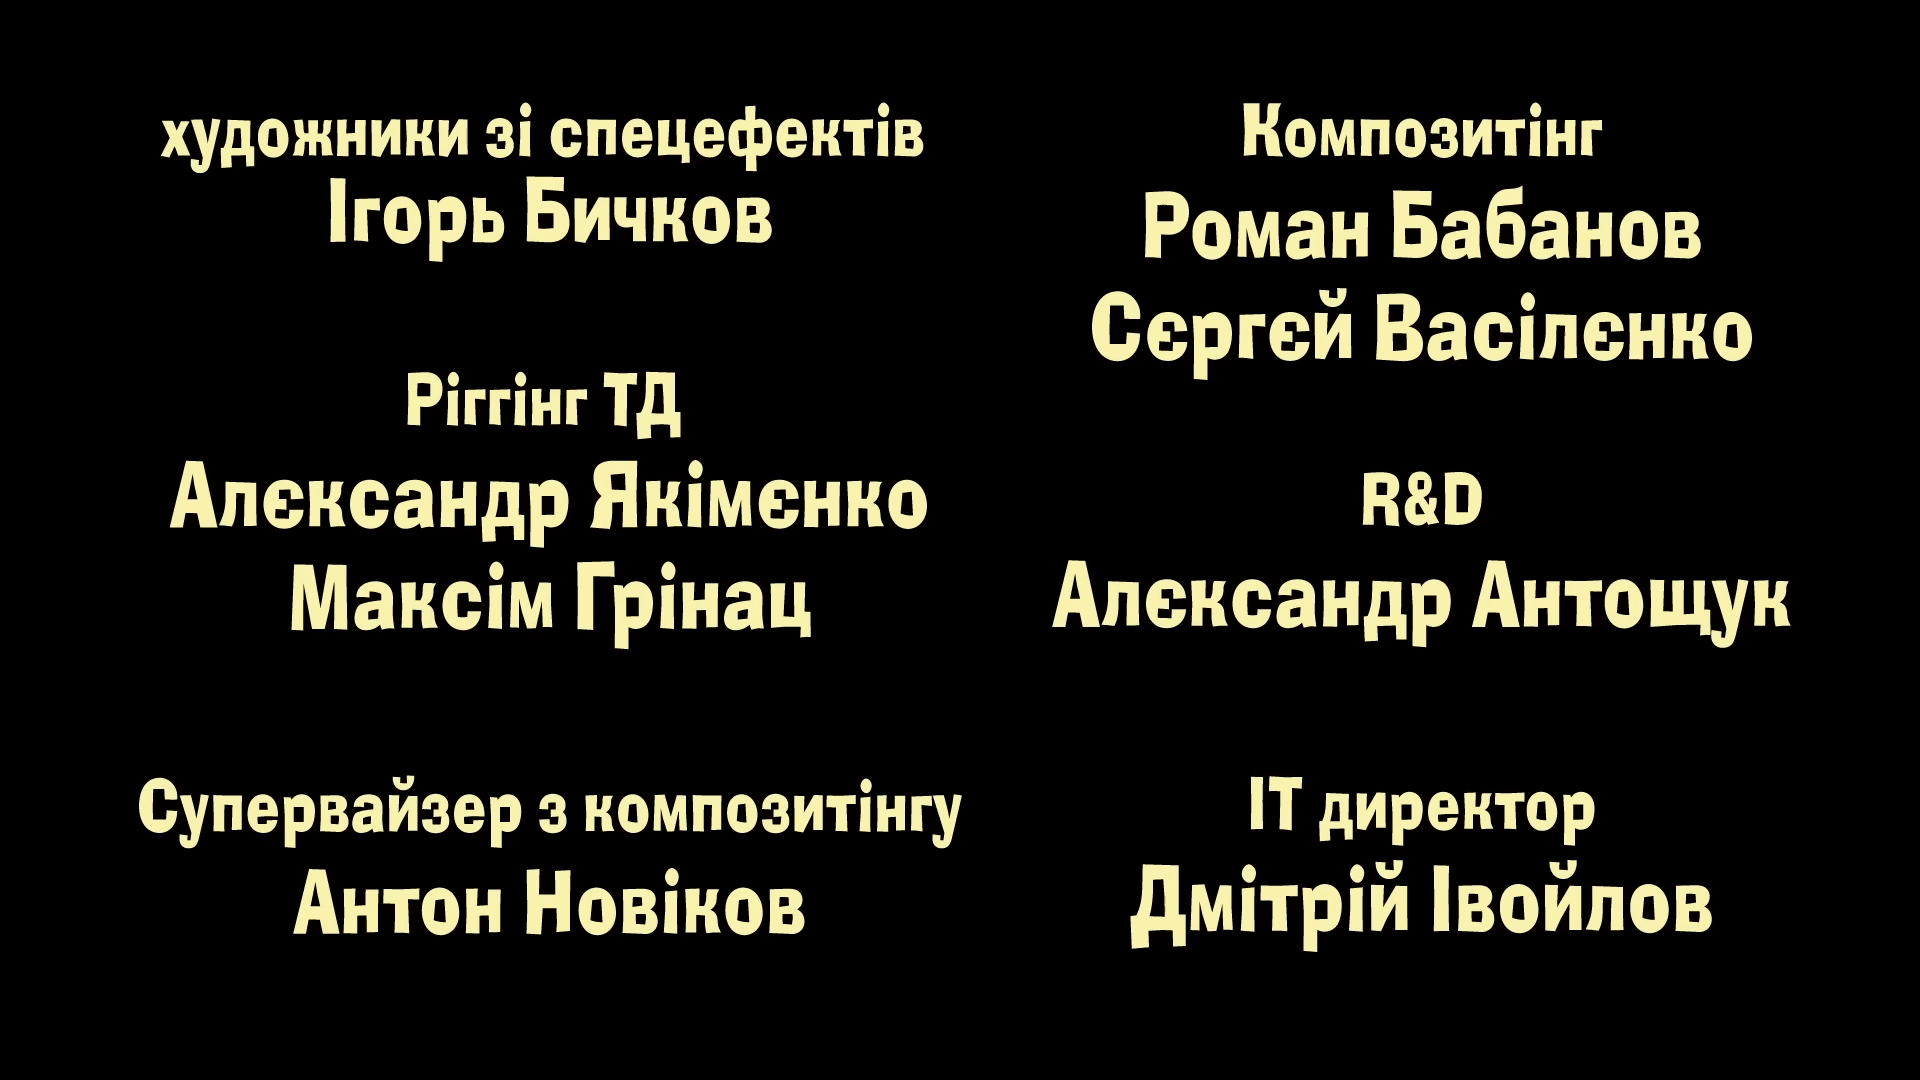 художники зі спецефектів
Ігорь Бичков
Ріггінг ТД
Алєксандр Якімєнко
Максім Грінац
Супервайзер з композитінгу
Антон Новіков
Композитінг
Роман Бабанов
Сєргєй Васілєнко
R&D
Алєксандр Антощук
ІТ директор
Дмітрій Івойлов